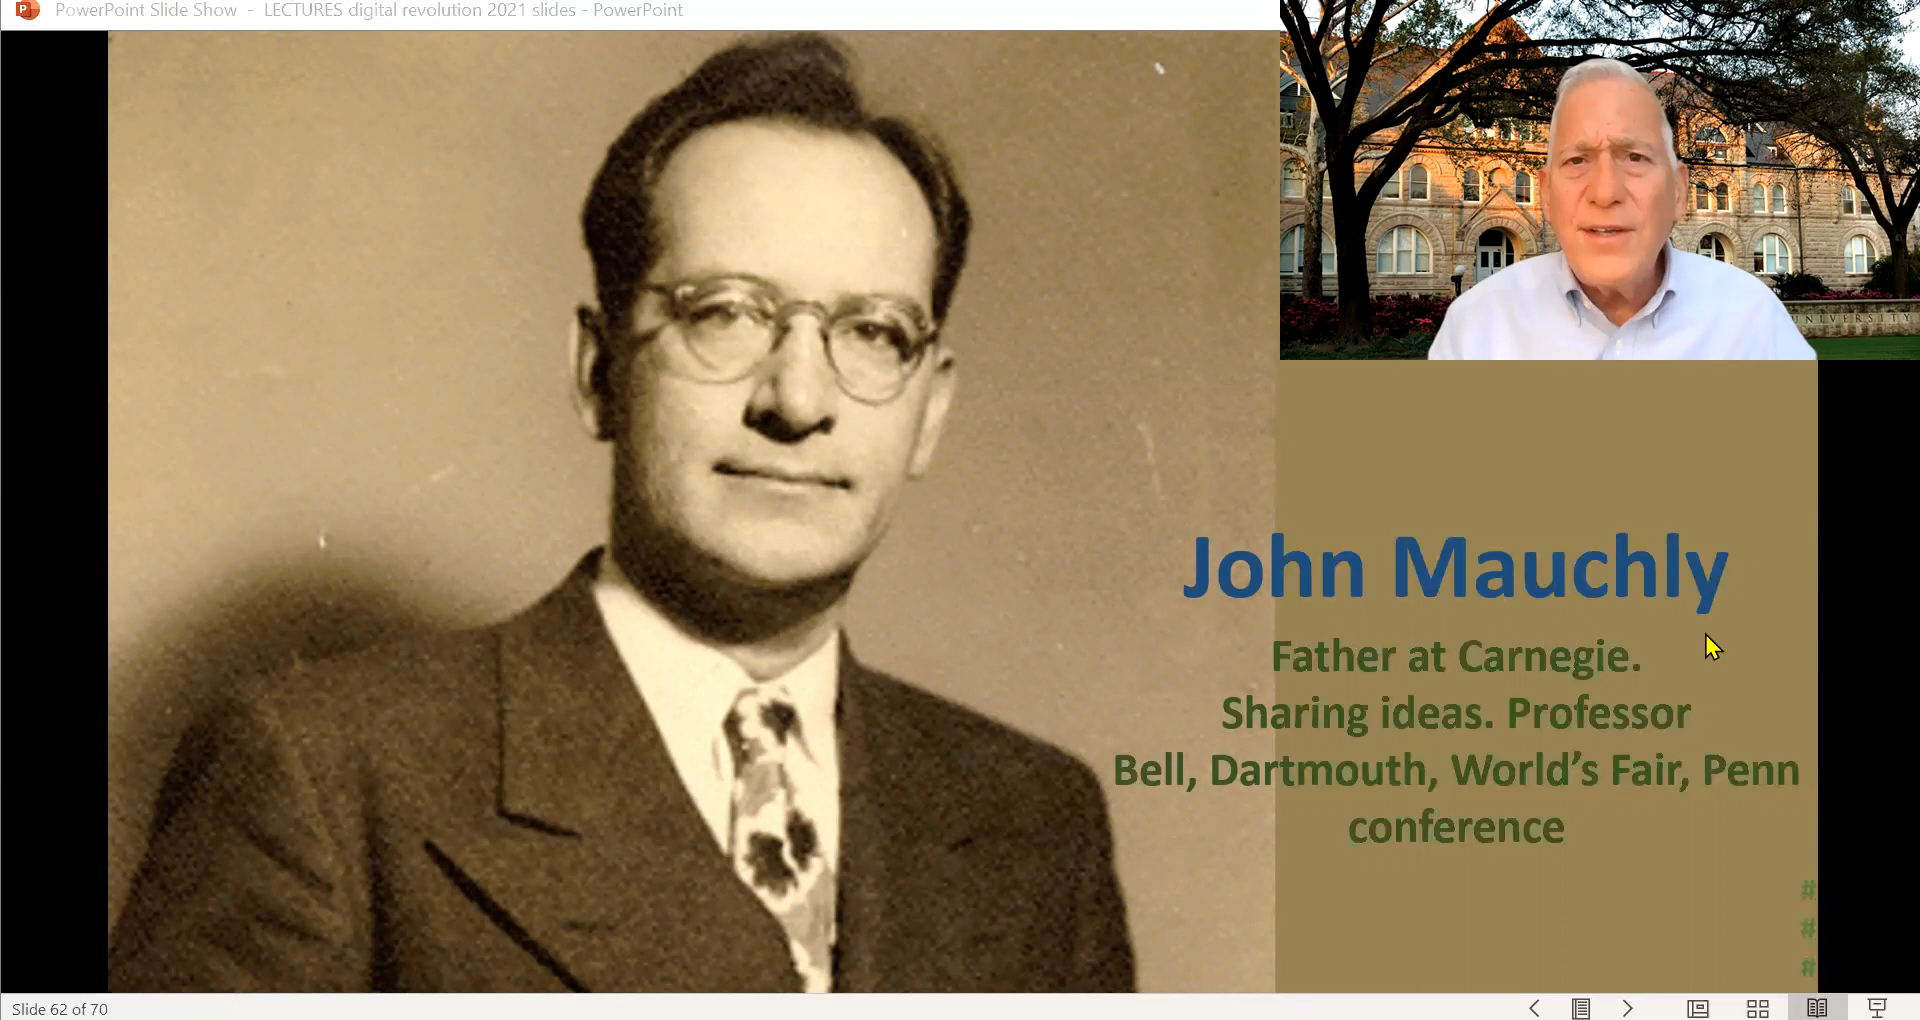 PowerPoint Slide Show - LECTURES digital revolution 2021 slides - PowerPoint
UNIVERSITY
John Mauchly
Father at Carnegie.
Sharing ideas. Professor
Bell, Dartmouth, World’s Fair, Penn
conference
#
#
#
Slide 62 of 70